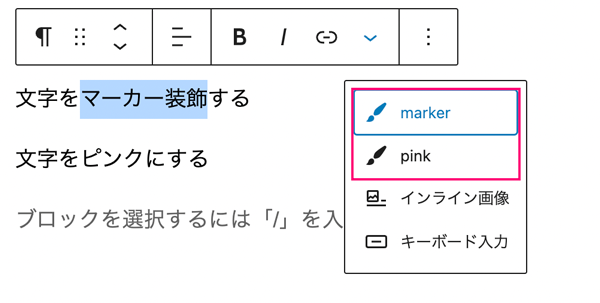 B I
文字をマーカー装飾する
marker
文字をピンクにする
pink
ブロックを選択するには「/」を入
インライン画像
キーボード入力